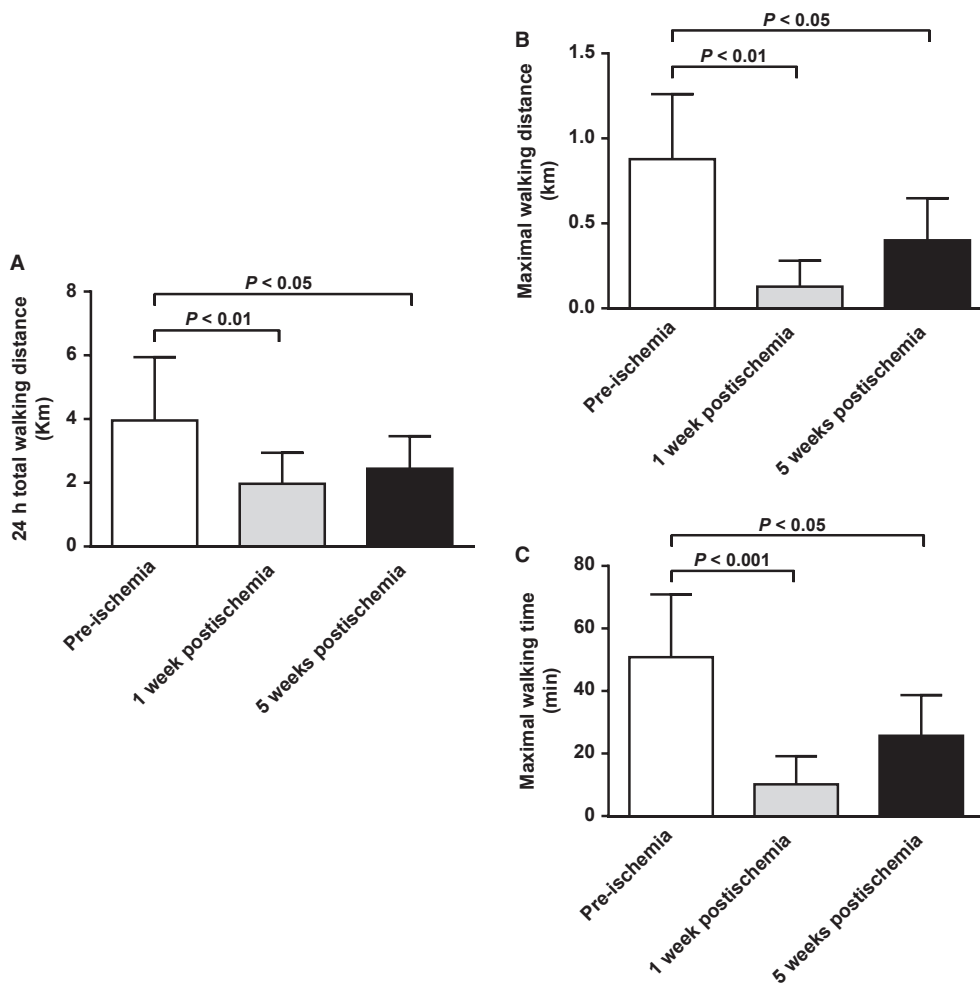 A
24 h total walking distance
(Km)
8
6
4
2
0
P < 0.05
P < 0.01
Pre-ischemia
1 week postischemia
5 weeks postischemia
B
Maximal walking distance
(km)
1.5
1.0
0.5
0.0
P < 0.05
P < 0.01
Pre-ischemia
1 week postischemia
5 weeks postischemia
C
Maximal walking time
(min)
80
60
40
20
0
P < 0.05
P < 0.001
Pre-ischemia
1 week postischemia
5 weeks postischemia